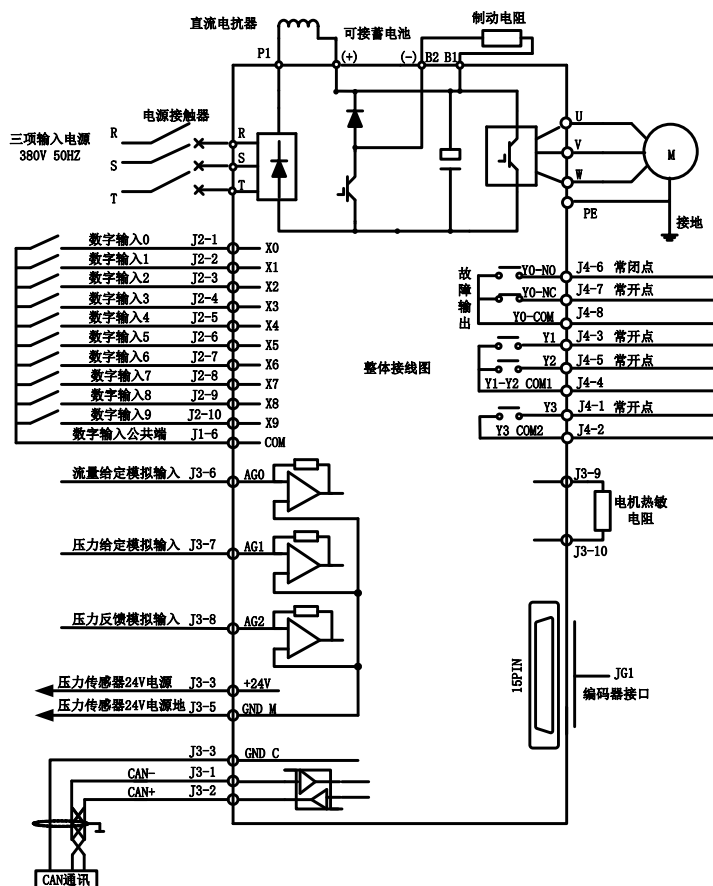 直流电抗器
可接蓄电池
制动电阻
P1 (+) (-) B2 B1
电源接触器
三项输入电源
380V 50HZ
R R
S S
T T
U
V
W
M
PE
接地
数字输入0 J2-1 X0
数字输入1 J2-2 X1
数字输入2 J2-3 X2
数字输入3 J2-4 X3
数字输入4 J2-5 X4
数字输入5 J2-6 X5
数字输入6 J2-7 X6
数字输入7 J2-8 X7
数字输入8 J2-9 X8
数字输入9 J2-10 X9
数字输入公共端 J1-6 COM
整体接线图
故障输出
Y0-NO J4-6 常闭点
Y0-NC J4-7 常开点
Y0-COM J4-8
Y1 J4-3 常开点
Y2 J4-5 常开点
Y1-Y2 COM1 J4-4
Y3 J4-1 常开点
Y3 COM2 J4-2
流量给定模拟输入 J3-6 AG0
压力给定模拟输入 J3-7 AG1
压力反馈模拟输入 J3-8 AG2
J3-9
电机热敏
电阻
J3-10
15PIN
JG1
编码器接口
压力传感器24V电源 J3-3 +24V
压力传感器24V电源地 J3-5 GND M
J3-3 GND C
CAN- J3-1
CAN+ J3-2
CAN通讯